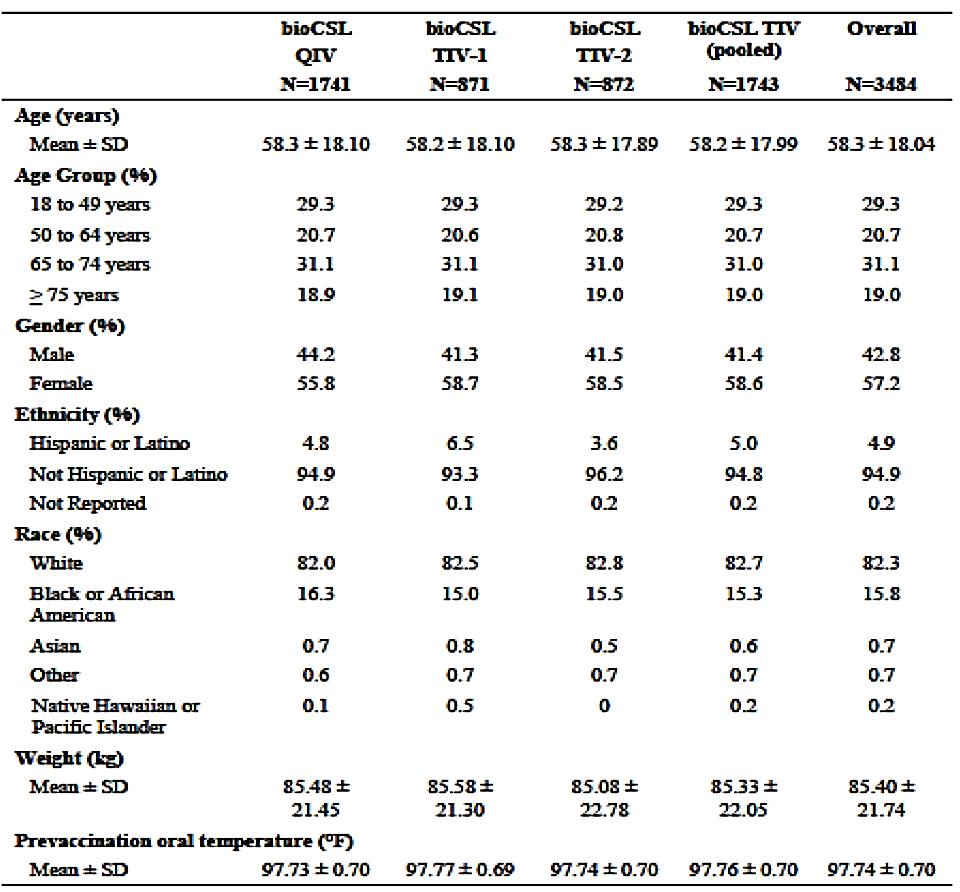 bioCSL bioCSL bioCSL bioCSL TIV Overall
QIV TIV-1 TIV-2 (pooled)
N=1741 N=871 N=872 N=1743 N=3484
Age (years)
Mean ± SD 58.3 ± 18.10 58.2 ± 18.10 58.3 ± 17.89 58.2 ± 17.99 58.3 ± 18.04
Age Group (%)
18 to 49 years 29.3 29.3 29.2 29.3 29.3
50 to 64 years 20.7 20.6 20.8 20.7 20.7
65 to 74 years 31.1 31.1 31.0 31.0 31.1
≥ 75 years 18.9 19.1 19.0 19.0 19.0
Gender (%)
Male 44.2 41.3 41.5 41.4 42.8
Female 55.8 58.7 58.5 58.6 57.2
Ethnicity (%)
Hispanic or Latino 4.8 6.5 3.6 5.0 4.9
Not Hispanic or Latino 94.9 93.3 96.2 94.8 94.9
Not Reported 0.2 0.1 0.2 0.2 0.2
Race (%)
White 82.0 82.5 82.8 82.7 82.3
Black or African 16.3 15.0 15.5 15.3 15.8
American
Asian 0.7 0.8 0.5 0.6 0.7
Other 0.6 0.7 0.7 0.7 0.7
Native Hawaiian or 0.1 0.5 0 0.2 0.2
Pacific Islander
Weight (kg)
Mean ± SD 85.48 ± 85.58 ± 85.08 ± 85.33 ± 85.40 ±
21.45 21.30 22.78 22.05 21.74
Prevaccination oral temperature (ºF)
Mean ± SD 97.73 ± 0.70 97.77 ± 0.69 97.74 ± 0.70 97.76 ± 0.70 97.74 ± 0.70